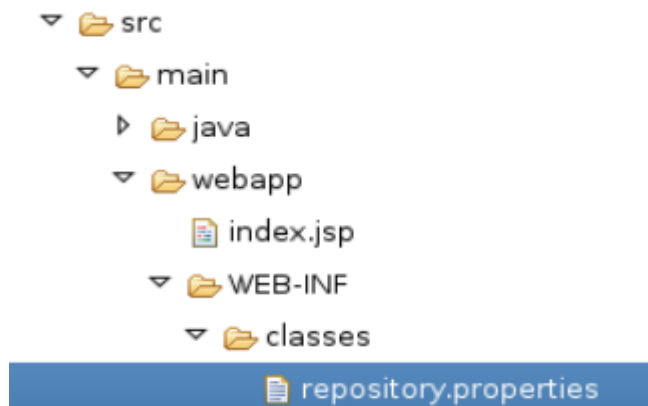 src
main
java
webapp
index.jsp
WEB-INF
classes
repository.properties